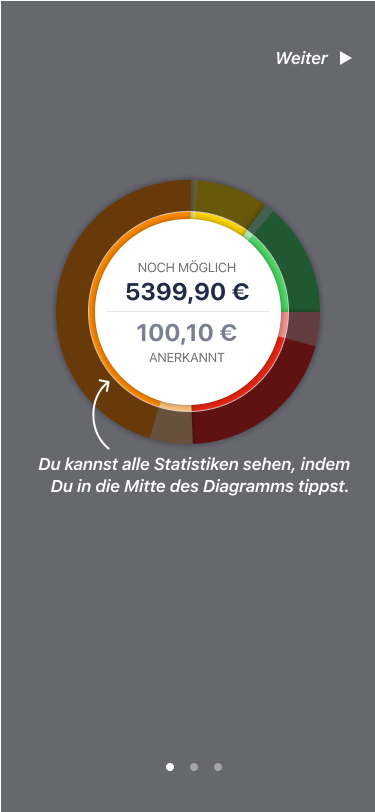 Weiter
NOCH MÖGLICH
5399,90 €
100,10 €
ANERKANNT
Du kannst alle Statistiken sehen, indem
Du in die Mitte des Diagramms tippst.